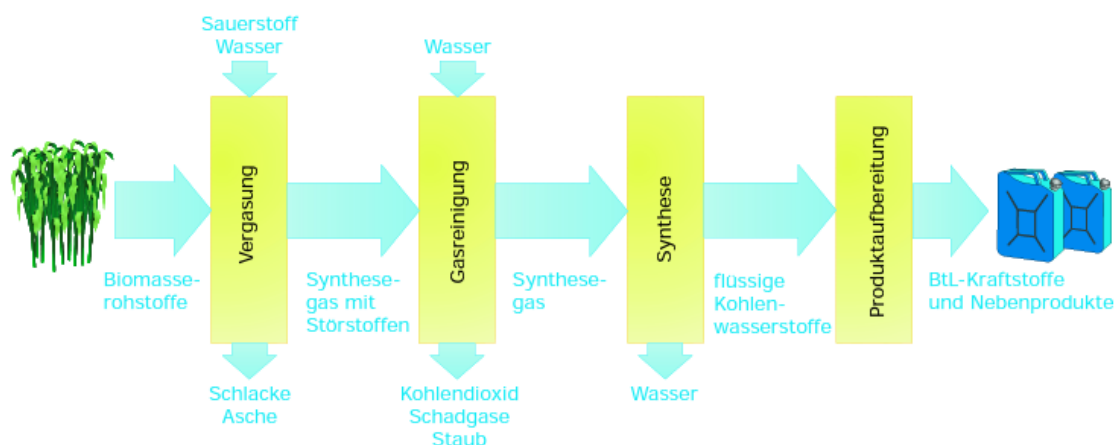 Sauerstoff
Wasser
Wasser
Vergasung
Gasreinigung
Synthese
Produktaufbereitung
Biomasse-
rohstoffe
Synthese-
gas mit
Störstoffen
Synthese-
gas
flüssige
Kohlen-
wasserstoffe
BtL-Kraftstoffe
und Nebenprodukte
Schlacke
Asche
Kohlendioxid
Schadgase
Staub
Wasser